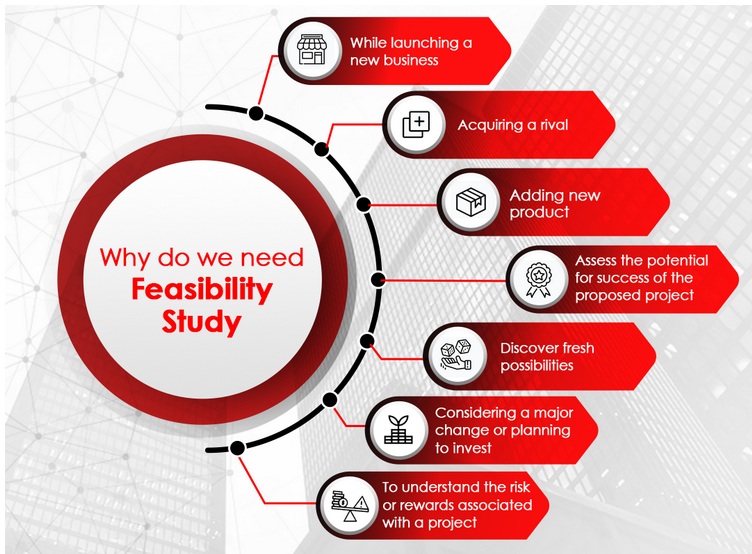 Why do we need
Feasibility
Study
While launching a
new business
Acquiring a rival
Adding new
product
Assess the potential
for success of the
proposed project
Discover fresh
possibilities
Considering a major
change or planning
to invest
To understand the risk
or rewards associated
with a project